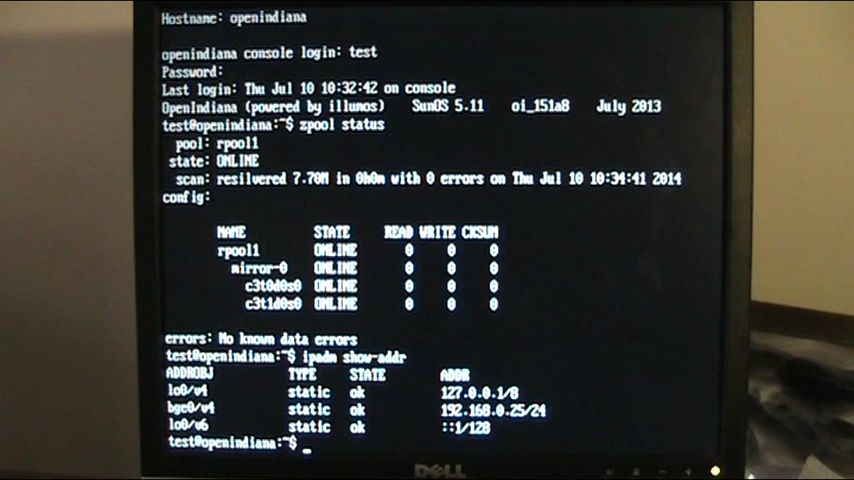 Hostname: openindiana
openindiana console login: test
Password:
Last login: Thu Jul 10 10:32:42 on console
OpenIndiana (powered by illumos) SunOS 5.11 oi_151a8 July 2013
test@openindiana:~$ zpool status
pool: rpool1
state: ONLINE
scan: resilvered 7.70M in 0h0m with 0 errors on Thu Jul 10 10:34:41 2014
config:
NAME STATE READ WRITE CKSUM
rpool1 ONLINE 0 0 0
mirror-0 ONLINE 0 0 0
c3t0d0s0 ONLINE 0 0 0
c3t1d0s0 ONLINE 0 0 0
errors: No known data errors
test@openindiana:~$ ipadm show-addr
ADDROBJ TYPE STATE ADDR
lo0/v4 static ok 127.0.0.1/8
bge0/v4 static ok 192.168.0.25/24
lo0/v6 static ok ::1/128
test@openindiana:~$ _
DELL